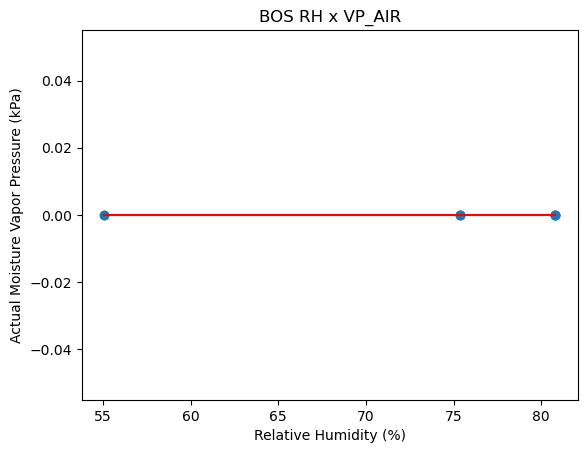 BOS RH x VP_AIR
Actual Moisture Vapor Pressure (kPa)
0.04
0.02
0.00
−0.02
−0.04
55 60 65 70 75 80
Relative Humidity (%)